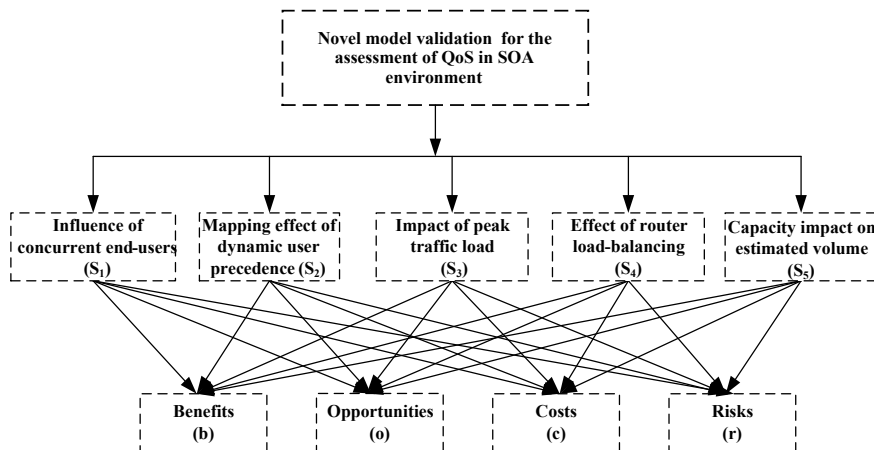 Novel model validation for the
assessment of QoS in SOA
environment
Influence of
concurrent end-users
(S1)
Mapping effect of
dynamic user
precedence (S2)
Impact of peak
traffic load
(S3)
Effect of router
load-balancing
(S4)
Capacity impact on
estimated volume
(S5)
Benefits
(b)
Opportunities
(o)
Costs
(c)
Risks
(r)